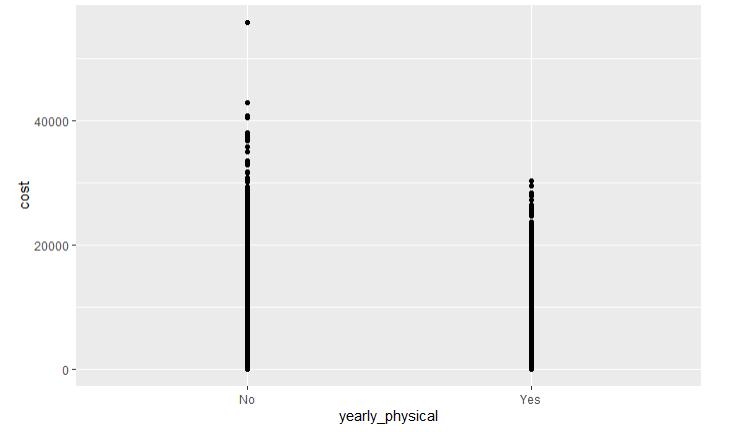 40000
20000
0
cost
No Yes
yearly_physical